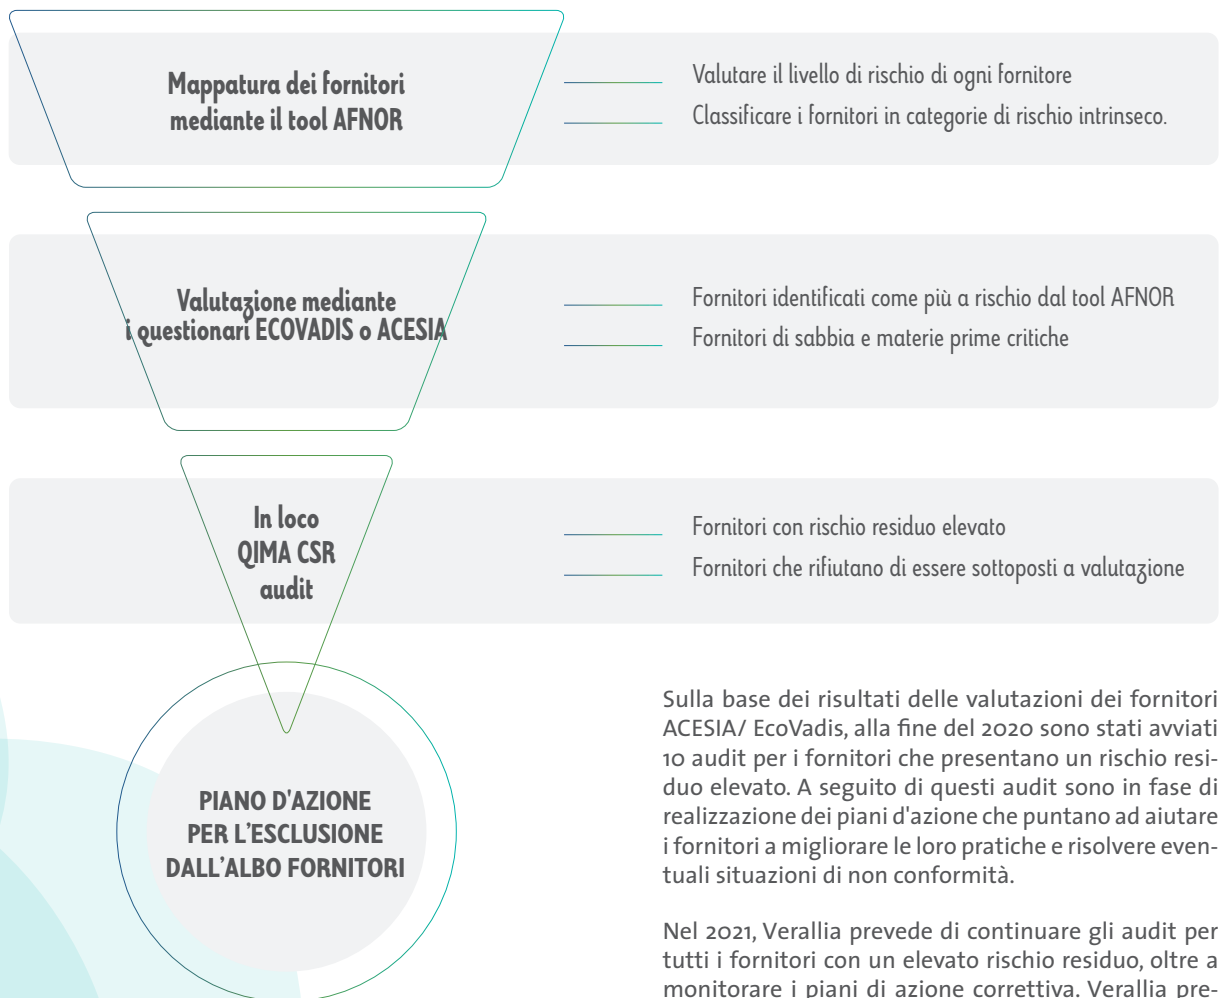 Mappatura dei fornitori
mediante il tool AFNOR
Valutare il livello di rischio di ogni fornitore
Classificare i fornitori in categorie di rischio intrinseco.
Valutazione mediante
i questionari ECOVADIS o ACESIA
Fornitori identificati come più a rischio dal tool AFNOR
Fornitori di sabbia e materie prime critiche
In loco
QIMA CSR
audit
Fornitori con rischio residuo elevato
Fornitori che rifiutano di essere sottoposti a valutazione
PIANO D'AZIONE
PER L'ESCLUSIONE
DALL'ALBO FORNITORI
Sulla base dei risultati delle valutazioni dei fornitori
ACESIA/ EcoVadis, alla fine del 2020 sono stati avviati
10 audit per i fornitori che presentano un rischio resi-
duo elevato. A seguito di questi audit sono in fase di
realizzazione dei piani d'azione che puntano ad aiutare
i fornitori a migliorare le loro pratiche e risolvere even-
tuali situazioni di non conformità.
Nel 2021, Verallia prevede di continuare gli audit per
tutti i fornitori con un elevato rischio residuo, oltre a
monitorare i piani di azione correttiva. Verallia pre-